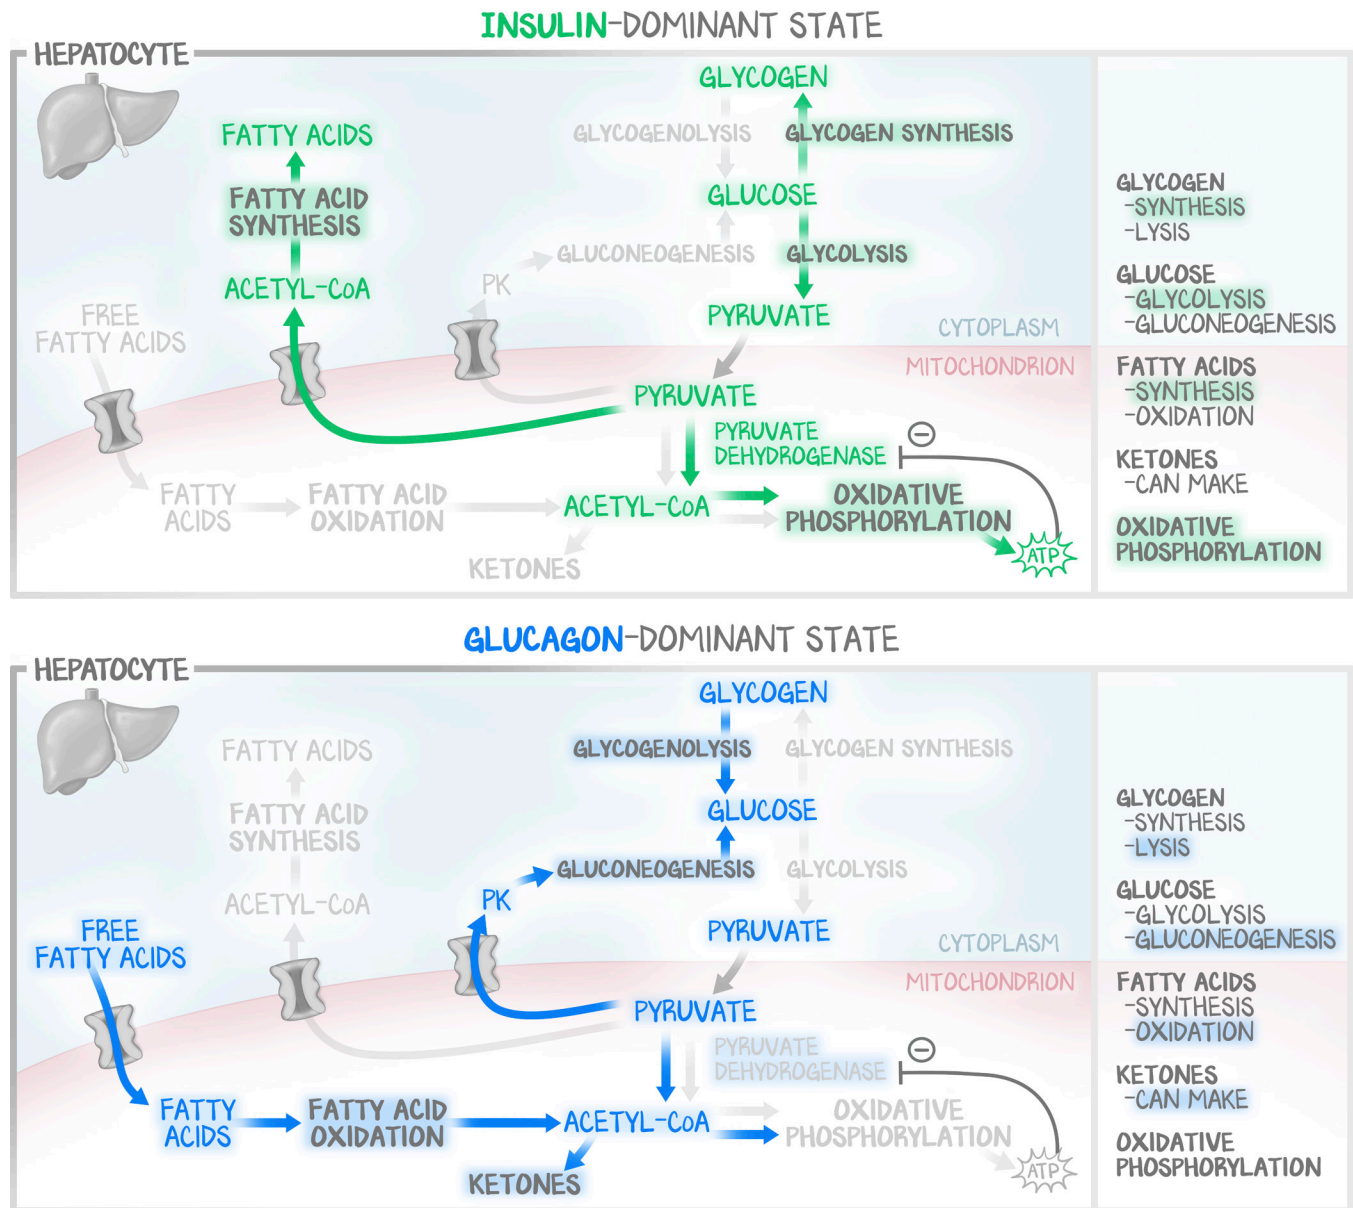 INSULIN-DOMINANT STATE
HEPATOCYTE
GLYCOGEN
FATTY ACIDS
GLYCOGENOLYSIS
GLYCOGEN SYNTHESIS
FATTY ACID
SYNTHESIS
GLUCOSE
GLUCONEOGENESIS
GLYCOLYSIS
PK
ACETYL-CoA
FREE
FATTY ACIDS
PYRUVATE
CYTOPLASM
MITOCHONDRION
PYRUVATE
PYRUVATE
DEHYDROGENASE
−
FATTY
ACIDS
FATTY ACID
OXIDATION
ACETYL-CoA
OXIDATIVE
PHOSPHORYLATION
ATP
KETONES
GLYCOGEN
-SYNTHESIS
-LYSIS
GLUCOSE
-GLYCOLYSIS
-GLUCONEOGENESIS
FATTY ACIDS
-SYNTHESIS
-OXIDATION
KETONES
-CAN MAKE
OXIDATIVE
PHOSPHORYLATION
GLUCAGON-DOMINANT STATE
HEPATOCYTE
GLYCOGEN
FATTY ACIDS
GLYCOGENOLYSIS
GLYCOGEN SYNTHESIS
FATTY ACID
SYNTHESIS
GLUCOSE
GLUCONEOGENESIS
GLYCOLYSIS
PK
ACETYL-CoA
FREE
FATTY ACIDS
PYRUVATE
CYTOPLASM
MITOCHONDRION
PYRUVATE
PYRUVATE
DEHYDROGENASE
−
FATTY
ACIDS
FATTY ACID
OXIDATION
ACETYL-CoA
OXIDATIVE
PHOSPHORYLATION
ATP
KETONES
GLYCOGEN
-SYNTHESIS
-LYSIS
GLUCOSE
-GLYCOLYSIS
-GLUCONEOGENESIS
FATTY ACIDS
-SYNTHESIS
-OXIDATION
KETONES
-CAN MAKE
OXIDATIVE
PHOSPHORYLATION